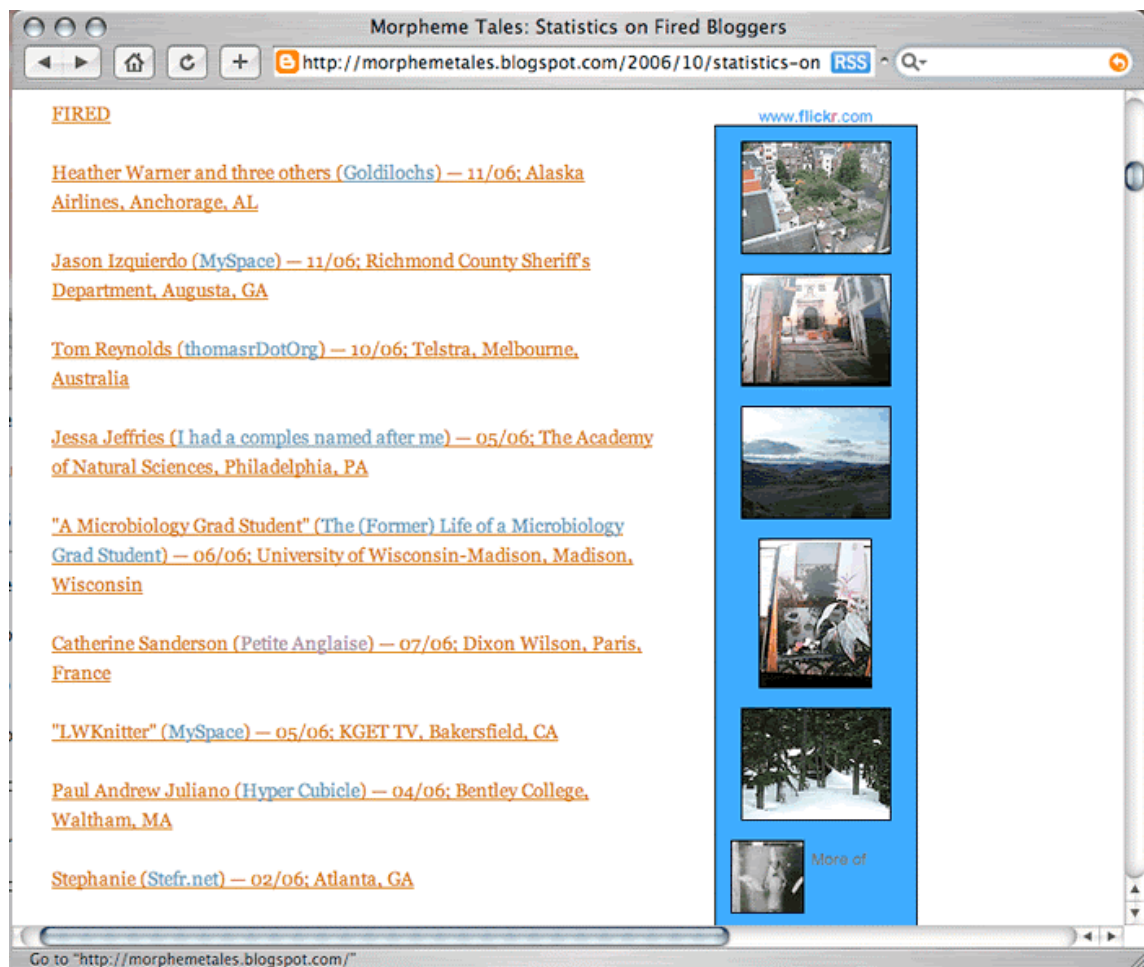 Morpheme Tales: Statistics on Fired Bloggers
http://morphemetales.blogspot.com/2006/10/statistics-on RSS
FIRED
Heather Warner and three others (Goldilochs) — 11/06; Alaska
Airlines, Anchorage, AL
Jason Izquierdo (MySpace) — 11/06; Richmond County Sheriff's
Department, Augusta, GA
Tom Reynolds (thomasrDotOrg) — 10/06; Telstra, Melbourne,
Australia
Jessa Jeffries (I had a comples named after me) — 05/06; The Academy
of Natural Sciences, Philadelphia, PA
"A Microbiology Grad Student" (The (Former) Life of a Microbiology
Grad Student) — 06/06; University of Wisconsin-Madison, Madison,
Wisconsin
Catherine Sanderson (Petite Anglaise) — 07/06; Dixon Wilson, Paris,
France
"LWKnitter" (MySpace) — 05/06; KGET TV, Bakersfield, CA
Paul Andrew Juliano (Hyper Cubicle) — 04/06; Bentley College,
Waltham, MA
Stephanie (Stefr.net) — 02/06; Atlanta, GA
www.flickr.com
More of
Go to "http://morphemetales.blogspot.com/"